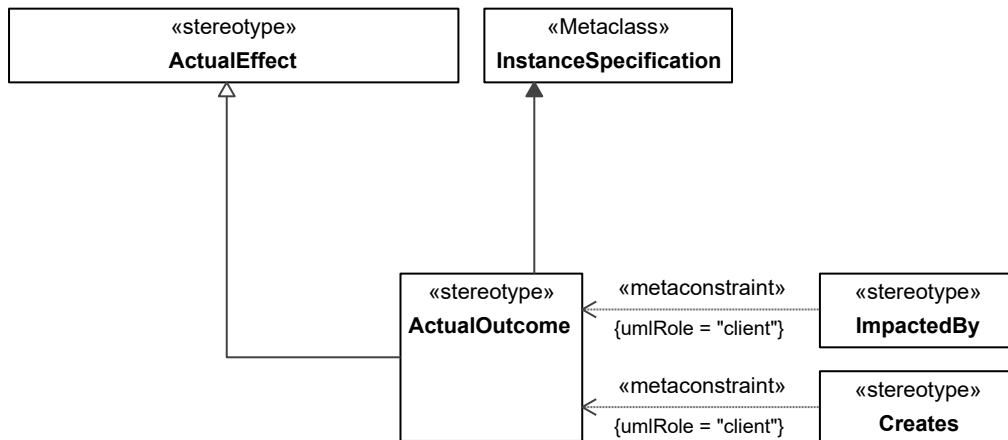 «stereotype»
ActualEffect
«Metaclass»
InstanceSpecification
«stereotype»
ActualOutcome
«metaconstraint»
{umlRole = "client"}
«stereotype»
ImpactedBy
«metaconstraint»
{umlRole = "client"}
«stereotype»
Creates